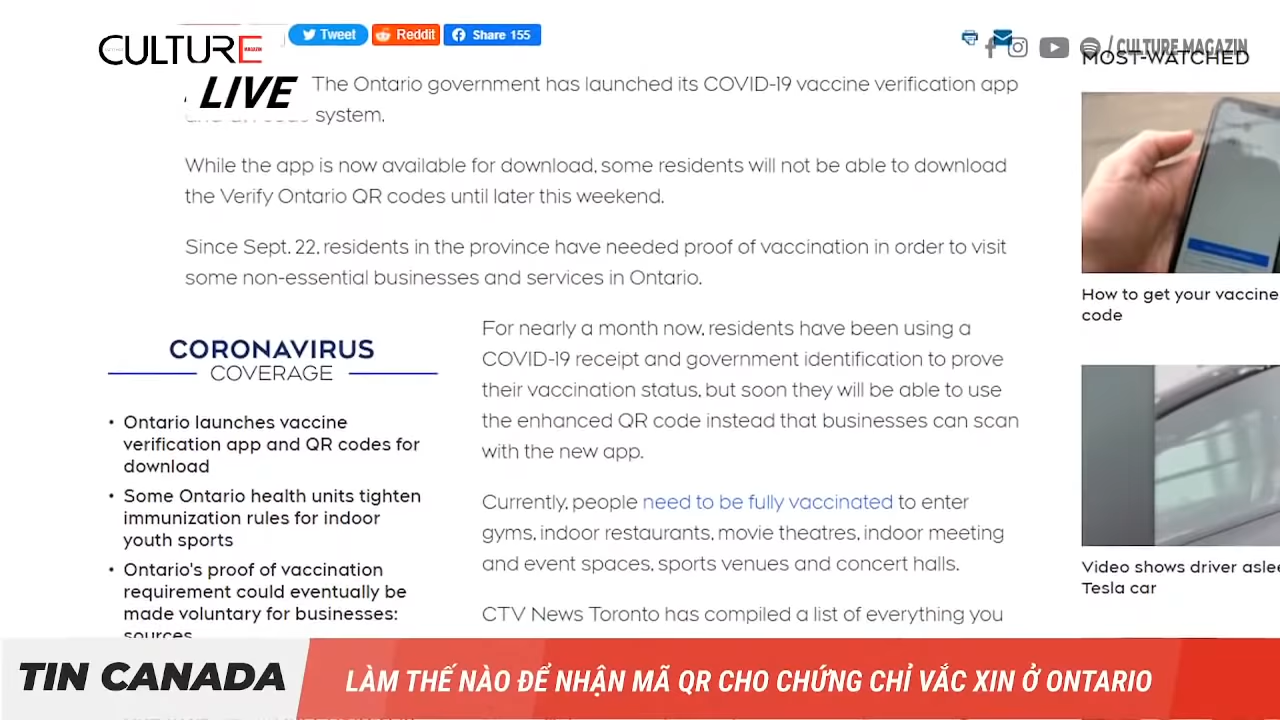 CULTURE
MAGAZIN
LIVE
Tweet
Reddit
Share 155
/ CULTURE MAGAZIN
The Ontario government has launched its COVID-19 vaccine verification app
system.
While the app is now available for download, some residents will not be able to download
the Verify Ontario QR codes until later this weekend.
Since Sept. 22, residents in the province have needed proof of vaccination in order to visit
some non-essential businesses and services in Ontario.
CORONAVIRUS
COVERAGE
• Ontario launches vaccine
verification app and QR codes for
download
• Some Ontario health units tighten
immunization rules for indoor
youth sports
• Ontario's proof of vaccination
requirement could eventually be
made voluntary for businesses:
sources
For nearly a month now, residents have been using a
COVID-19 receipt and government identification to prove
their vaccination status, but soon they will be able to use
the enhanced QR code instead that businesses can scan
with the new app.
Currently, people need to be fully vaccinated to enter
gyms, indoor restaurants, movie theatres, indoor meeting
and event spaces, sports venues and concert halls.
CTV News Toronto has compiled a list of everything you
MOST-WATCHED
How to get your vaccine
code
Video shows driver aslee
Tesla car
TIN CANADA
LÀM THẾ NÀO ĐỂ NHẬN MÃ QR CHO CHỨNG CHỈ VẮC XIN Ở ONTARIO